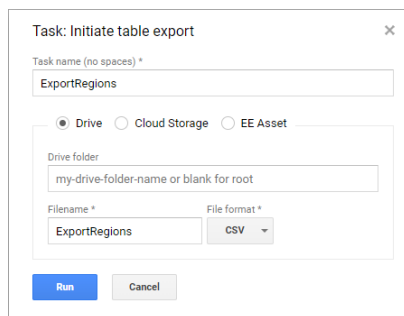 Task: Initiate table export
Task name (no spaces) *
ExportRegions
Drive Cloud Storage EE Asset
Drive folder
my-drive-folder-name or blank for root
Filename * File format *
ExportRegions CSV
Run Cancel